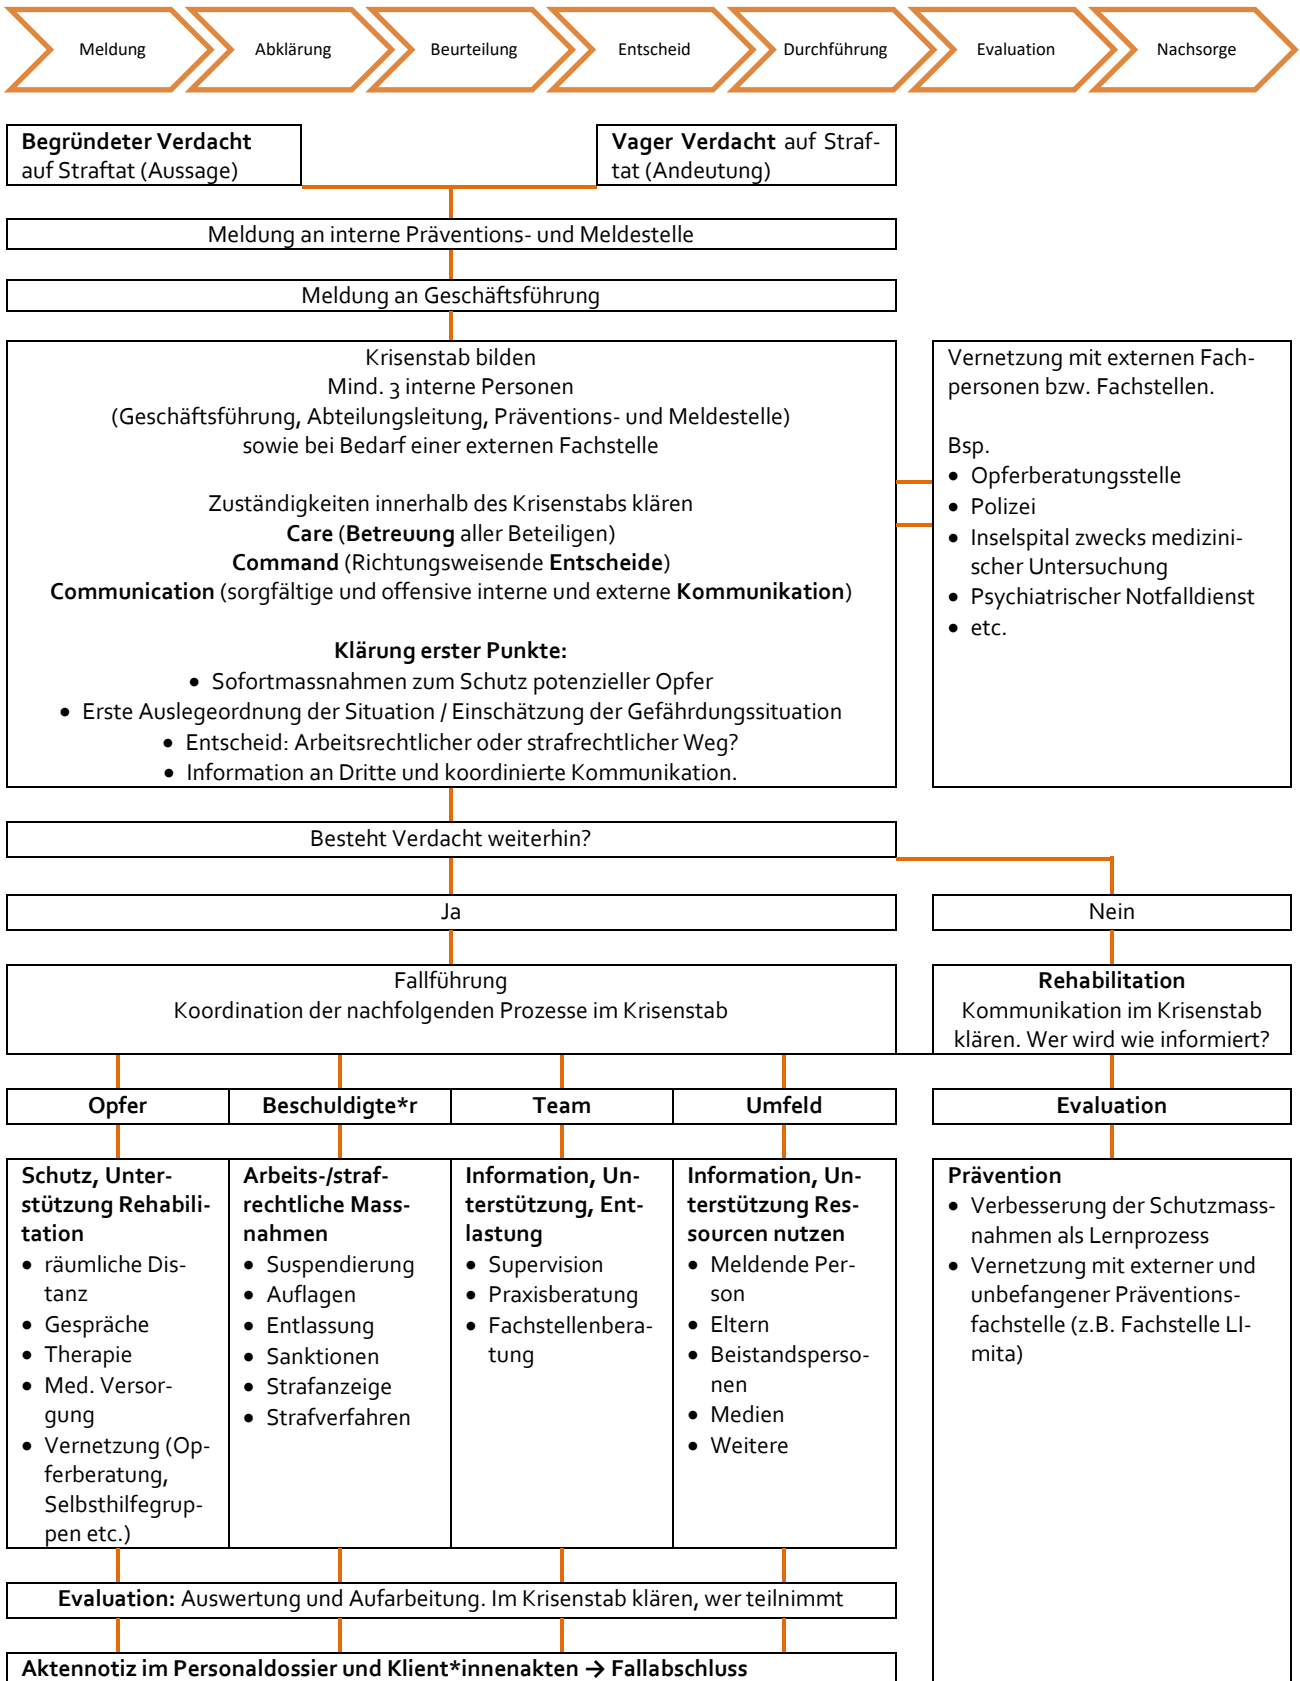 Meldung
Abklärung
Beurteilung
Entscheid
Durchführung
Evaluation
Nachsorge
Begründeter Verdacht
auf Straftat (Aussage)
Vager Verdacht auf Straf-
tat (Andeutung)
Meldung an interne Präventions- und Meldestelle
Meldung an Geschäftsführung
Krisenstab bilden
Mind. 3 interne Personen
(Geschäftsführung, Abteilungsleitung, Präventions- und Meldestelle)
sowie bei Bedarf einer externen Fachstelle
Zuständigkeiten innerhalb des Krisenstabs klären
Care (Betreuung aller Beteiligen)
Command (Richtungsweisende Entscheide)
Communication (sorgfältige und offensive interne und externe Kommunikation)
Klärung erster Punkte:
• Sofortmassnahmen zum Schutz potenzieller Opfer
• Erste Auslegeordnung der Situation / Einschätzung der Gefährdungssituation
• Entscheid: Arbeitsrechtlicher oder strafrechtlicher Weg?
• Information an Dritte und koordinierte Kommunikation.
Vernetzung mit externen Fach-
personen bzw. Fachstellen.
Bsp.
• Opferberatungsstelle
• Polizei
• Inselspital zwecks medizini-
scher Untersuchung
• Psychiatrischer Notfalldienst
• etc.
Besteht Verdacht weiterhin?
Ja
Nein
Fallführung
Koordination der nachfolgenden Prozesse im Krisenstab
Rehabilitation
Kommunikation im Krisenstab
klären. Wer wird wie informiert?
Opfer
Beschuldigte*r
Team
Umfeld
Evaluation
Schutz, Unter-
stützung Rehabili-
tation
• räumliche Dis-
tanz
• Gespräche
• Therapie
• Med. Versor-
gung
• Vernetzung (Op-
ferberatung,
Selbsthilfegrup-
pen etc.)
Arbeits-/straf-
rechtliche Mass-
nahmen
• Suspendierung
• Auflagen
• Entlassung
• Sanktionen
• Strafanzeige
• Strafverfahren
Information, Un-
terstützung, Ent-
lastung
• Supervision
• Praxisberatung
• Fachstellenbera-
tung
Information, Un-
terstützung Res-
sourcen nutzen
• Meldende Per-
son
• Eltern
• Beistandsperso-
nen
• Medien
• Weitere
Prävention
• Verbesserung der Schutzmass-
nahmen als Lernprozess
• Vernetzung mit externer und
unbefangener Präventions-
fachstelle (z.B. Fachstelle LI-
mita)
Evaluation: Auswertung und Aufarbeitung. Im Krisenstab klären, wer teilnimmt
Aktennotiz im Personaldossier und Klient*innenakten → Fallabschluss